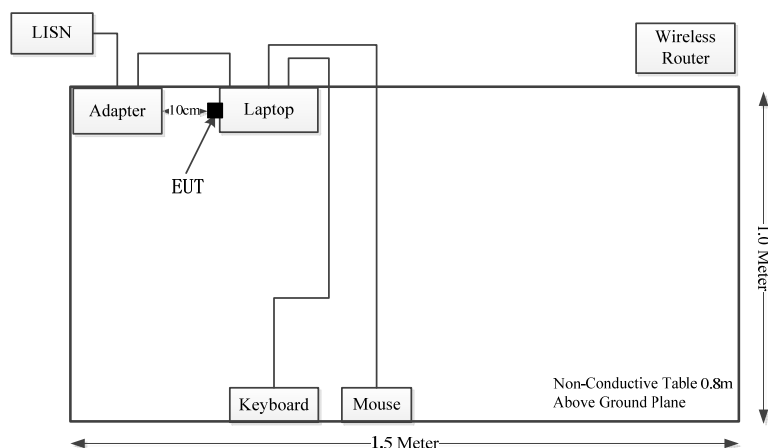 LISN
Wireless
Router
Adapter
10cm
Laptop
EUT
1.0 Meter
Keyboard
Mouse
Non-Conductive Table 0.8m
Above Ground Plane
1.5 Meter